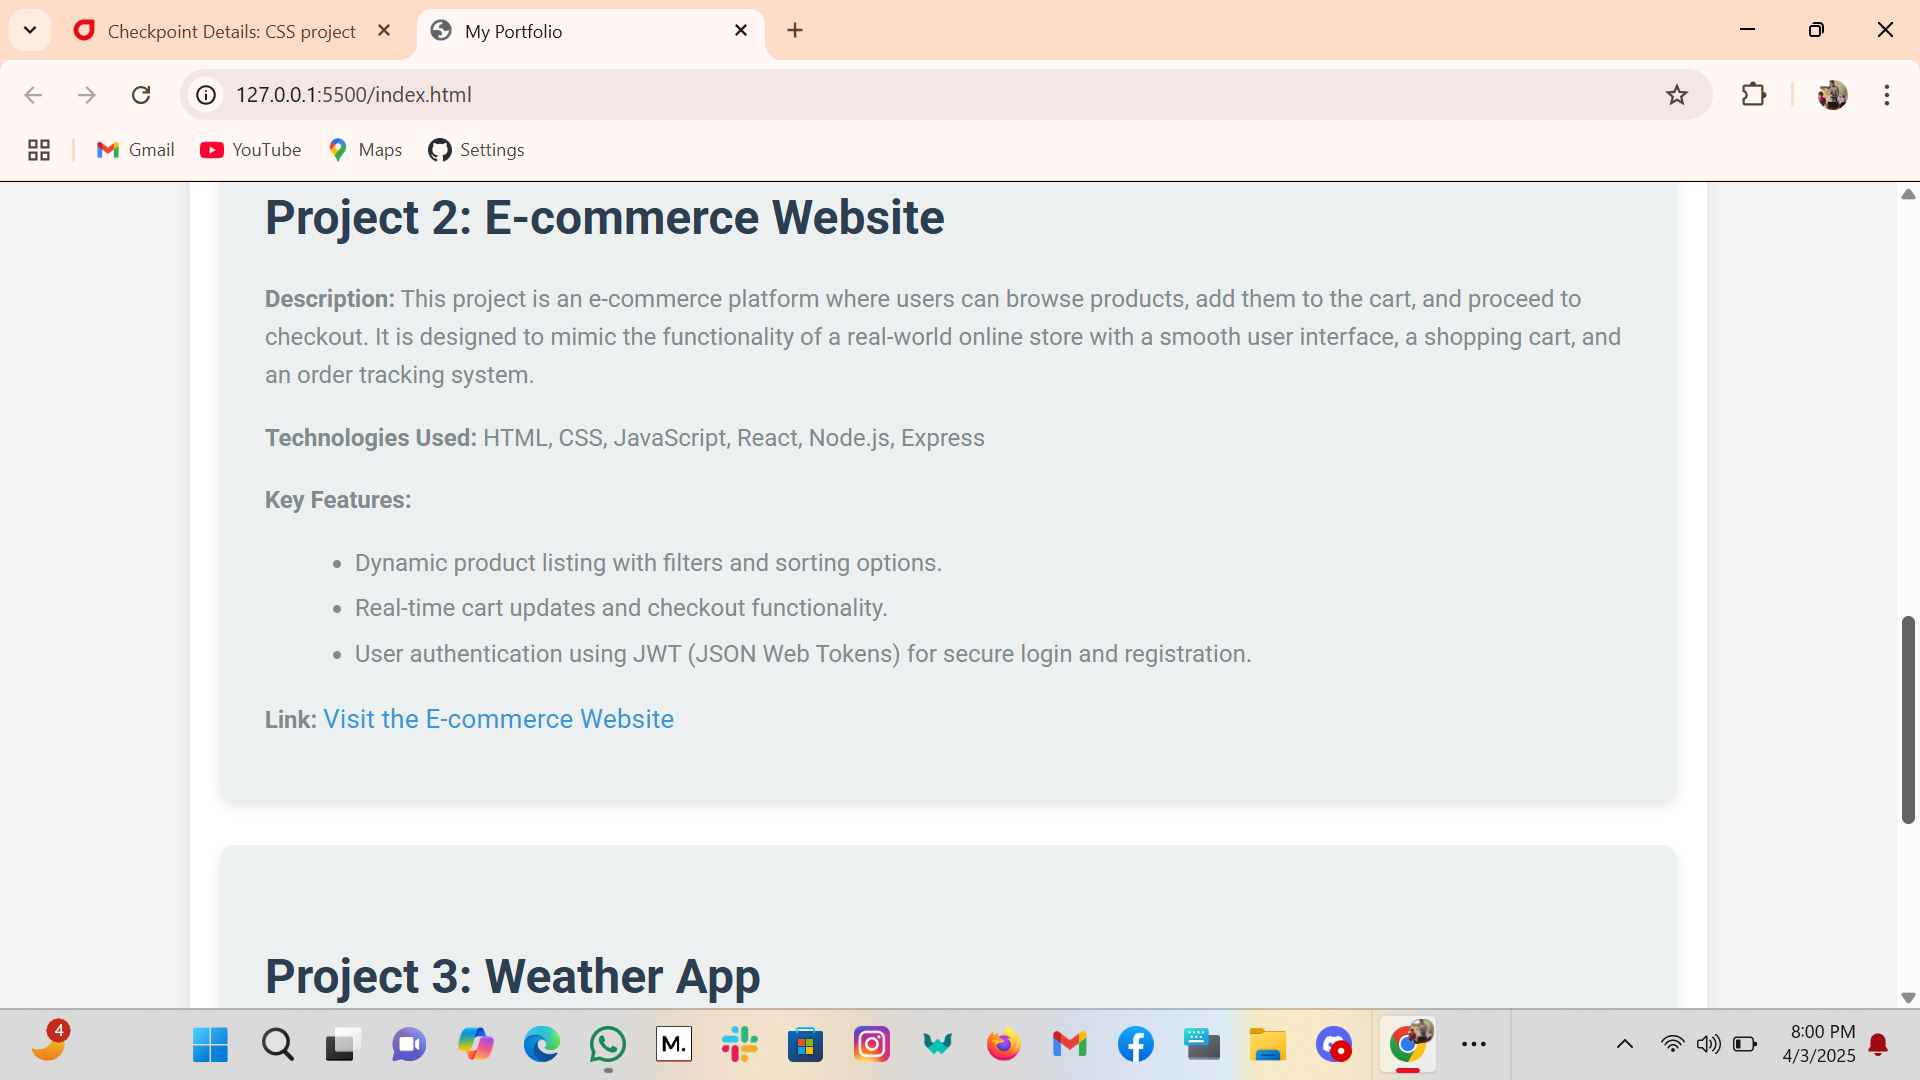 Checkpoint Details: CSS project
My Portfolio
127.0.0.1:5500/index.html
Gmail
YouTube
Maps
Settings
Project 2: E-commerce Website
Description: This project is an e-commerce platform where users can browse products, add them to the cart, and proceed to
checkout. It is designed to mimic the functionality of a real-world online store with a smooth user interface, a shopping cart, and
an order tracking system.
Technologies Used: HTML, CSS, JavaScript, React, Node.js, Express
Key Features:
Dynamic product listing with filters and sorting options.
Real-time cart updates and checkout functionality.
User authentication using JWT (JSON Web Tokens) for secure login and registration.
Link: Visit the E-commerce Website
Project 3: Weather App
4
M.
8:00 PM
4/3/2025